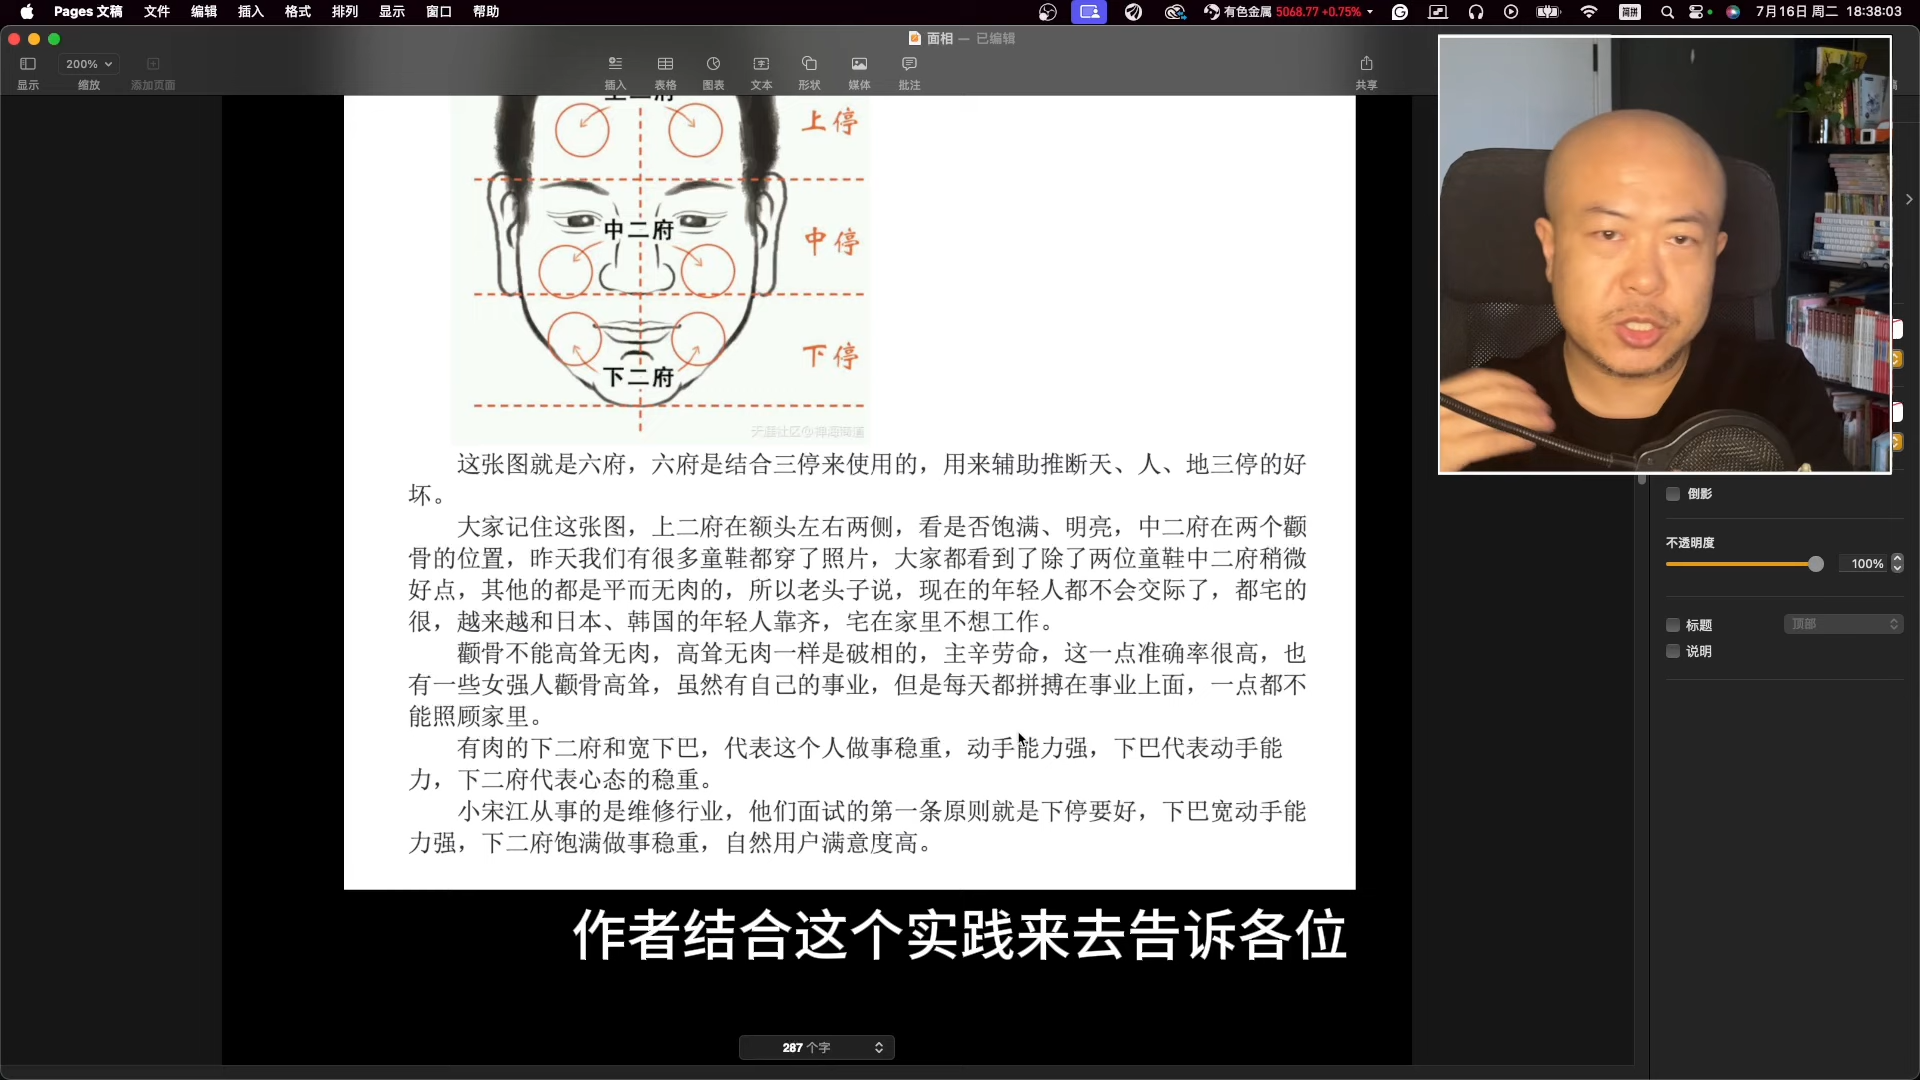 Pages 文稿 文件 编辑 插入 格式 排列 显示 窗口 帮助 有色金属 5068.77 +0.75% 简拼 7月16日 周二 18:38:03
面相 — 已编辑
200%
显示 缩放 添加页面 插入 表格 图表 文本 形状 媒体 批注 共享
上停
中二府
中停
下停
下二府
这张图就是六府，六府是结合三停来使用的，用来辅助推断天、人、地三停的好
坏。
大家记住这张图，上二府在额头左右两侧，看是否饱满、明亮，中二府在两个颧
骨的位置，昨天我们有很多童鞋都穿了照片，大家都看到了除了两位童鞋中二府稍微
好点，其他的都是平而无肉的，所以老头子说，现在的年轻人都不会交际了，都宅的
很，越来越和日本、韩国的年轻人靠齐，宅在家里不想工作。
颧骨不能高耸无肉，高耸无肉一样是破相的，主辛劳命，这一点准确率很高，也
有一些女强人颧骨高耸，虽然有自己的事业，但是每天都拼搏在事业上面，一点都不
能照顾家里。
有肉的下二府和宽下巴，代表这个人做事稳重，动手能力强，下巴代表动手能
力，下二府代表心态的稳重。
小宋江从事的是维修行业，他们面试的第一条原则就是下停要好，下巴宽动手能
力强，下二府饱满做事稳重，自然用户满意度高。
倒影
不透明度
100%
标题 顶部
说明
作者结合这个实践来去告诉各位
287 个字